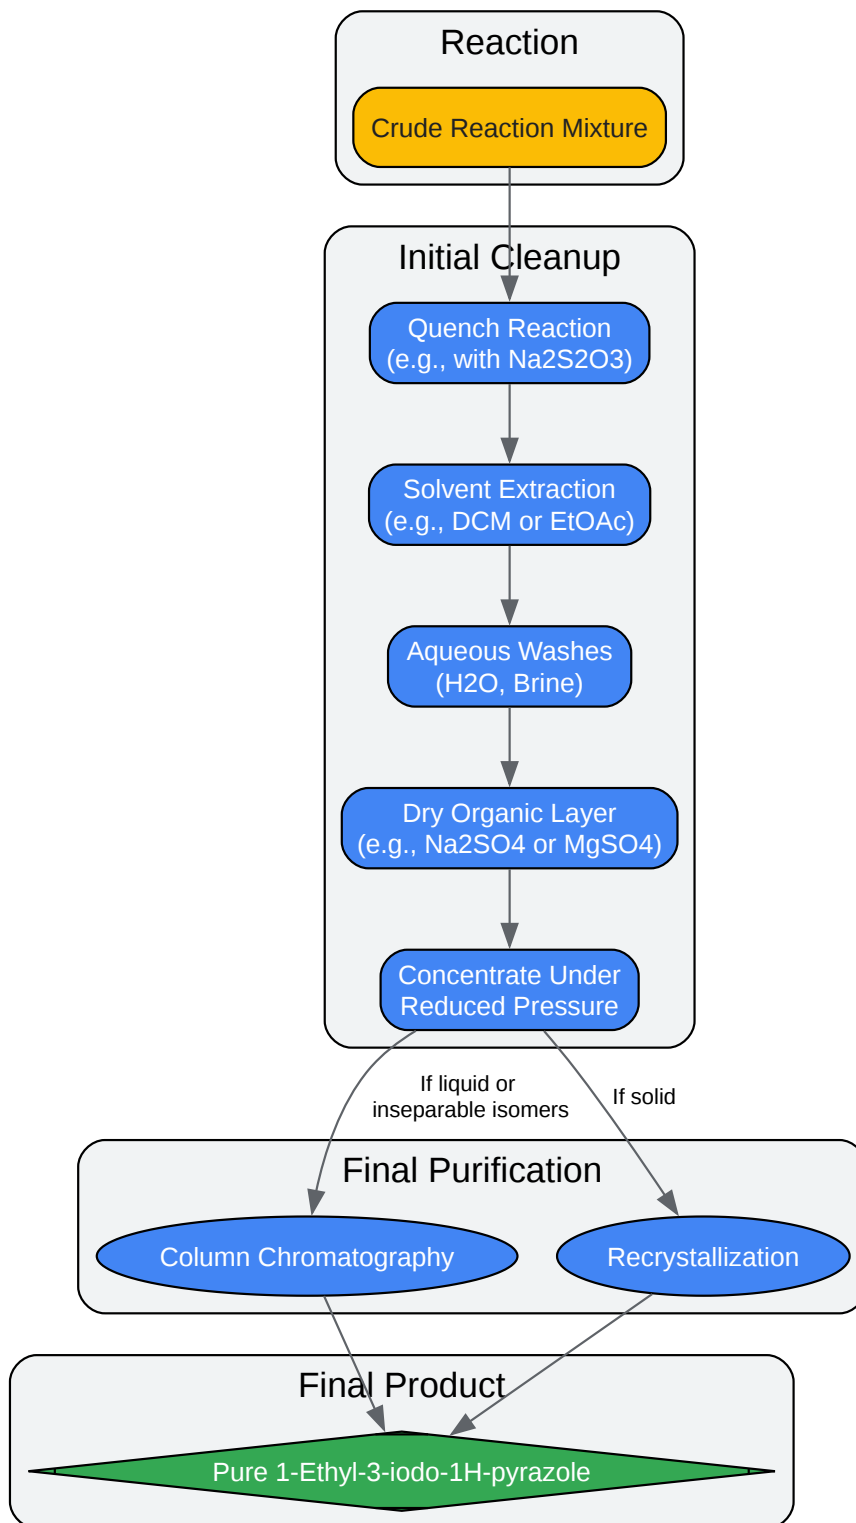 Reaction
Crude Reaction Mixture
Initial Cleanup
Quench Reaction
(e.g., with Na2S2O3)
Solvent Extraction
(e.g., DCM or EtOAc)
Aqueous Washes
(H2O, Brine)
Dry Organic Layer
(e.g., Na2SO4 or MgSO4)
Concentrate Under
Reduced Pressure
If liquid or
inseparable isomers
If solid
Final Purification
Column Chromatography
Recrystallization
Final Product
Pure 1-Ethyl-3-iodo-1H-pyrazole